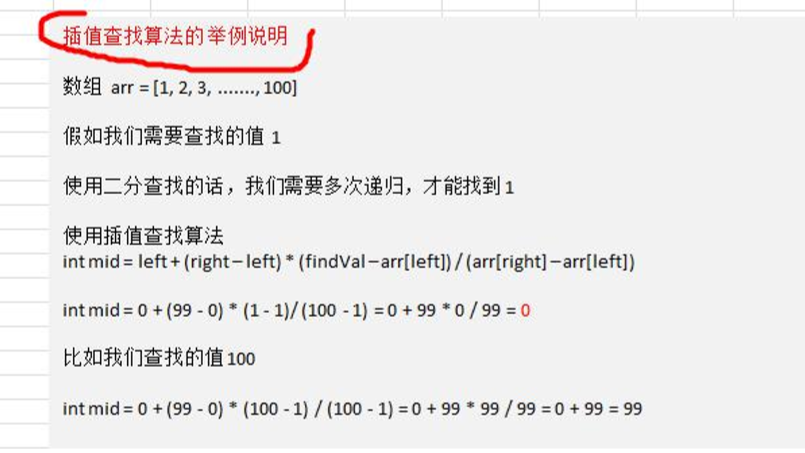 插值查找算法的举例说明
数组 arr = [1, 2, 3, ......., 100]
假如我们需要查找的值 1
使用二分查找的话，我们需要多次递归，才能找到 1
使用插值查找算法
int mid = left + (right – left) * (findVal – arr[left]) / (arr[right] – arr[left])
int mid = 0 + (99 - 0) * (1 - 1)/ (100 - 1) = 0 + 99 * 0 / 99 = 0
比如我们查找的值 100
int mid = 0 + (99 - 0) * (100 - 1) / (100 - 1) = 0 + 99 * 99 / 99 = 0 + 99 = 99